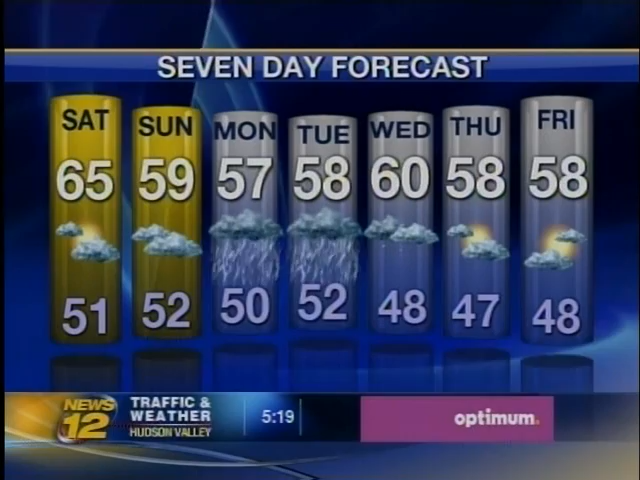 SEVEN DAY FORECAST
SAT SUN MON TUE WED THU FRI
65 59 57 58 60 58 58
51 52 50 52 48 47 48
NEWS 12
TRAFFIC &
WEATHER
HUDSON VALLEY
5:19
optimum.